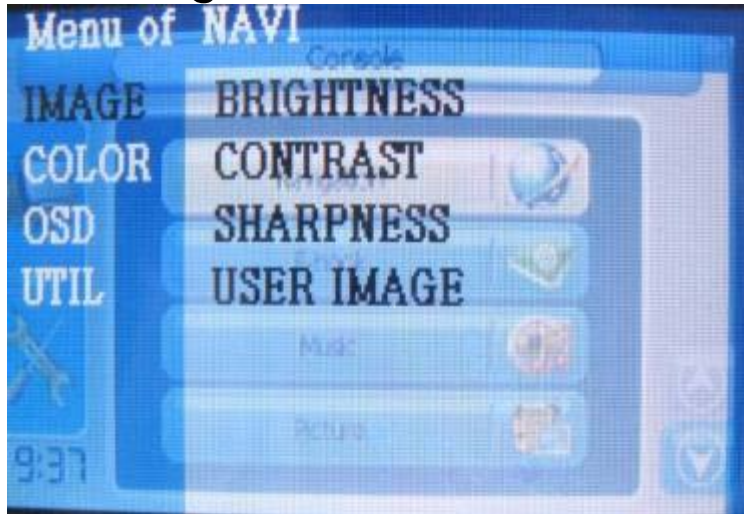 Menu of NAVI
Console
IMAGE BRIGHTNESS
COLOR CONTRAST
OSD SHARPNESS
UTIL USER IMAGE
Music
Picture
9:37